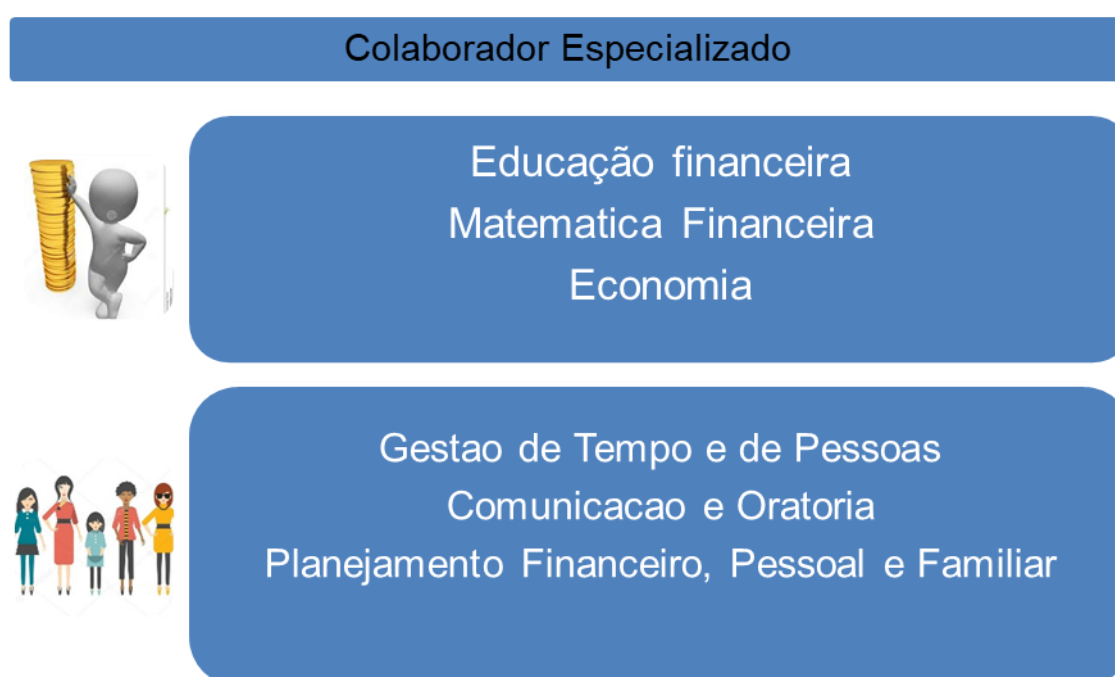 Colaborador Especializado
Educação financeira
Matematica Financeira
Economia
Gestao de Tempo e de Pessoas
Comunicacao e Oratoria
Planejamento Financeiro, Pessoal e Familiar